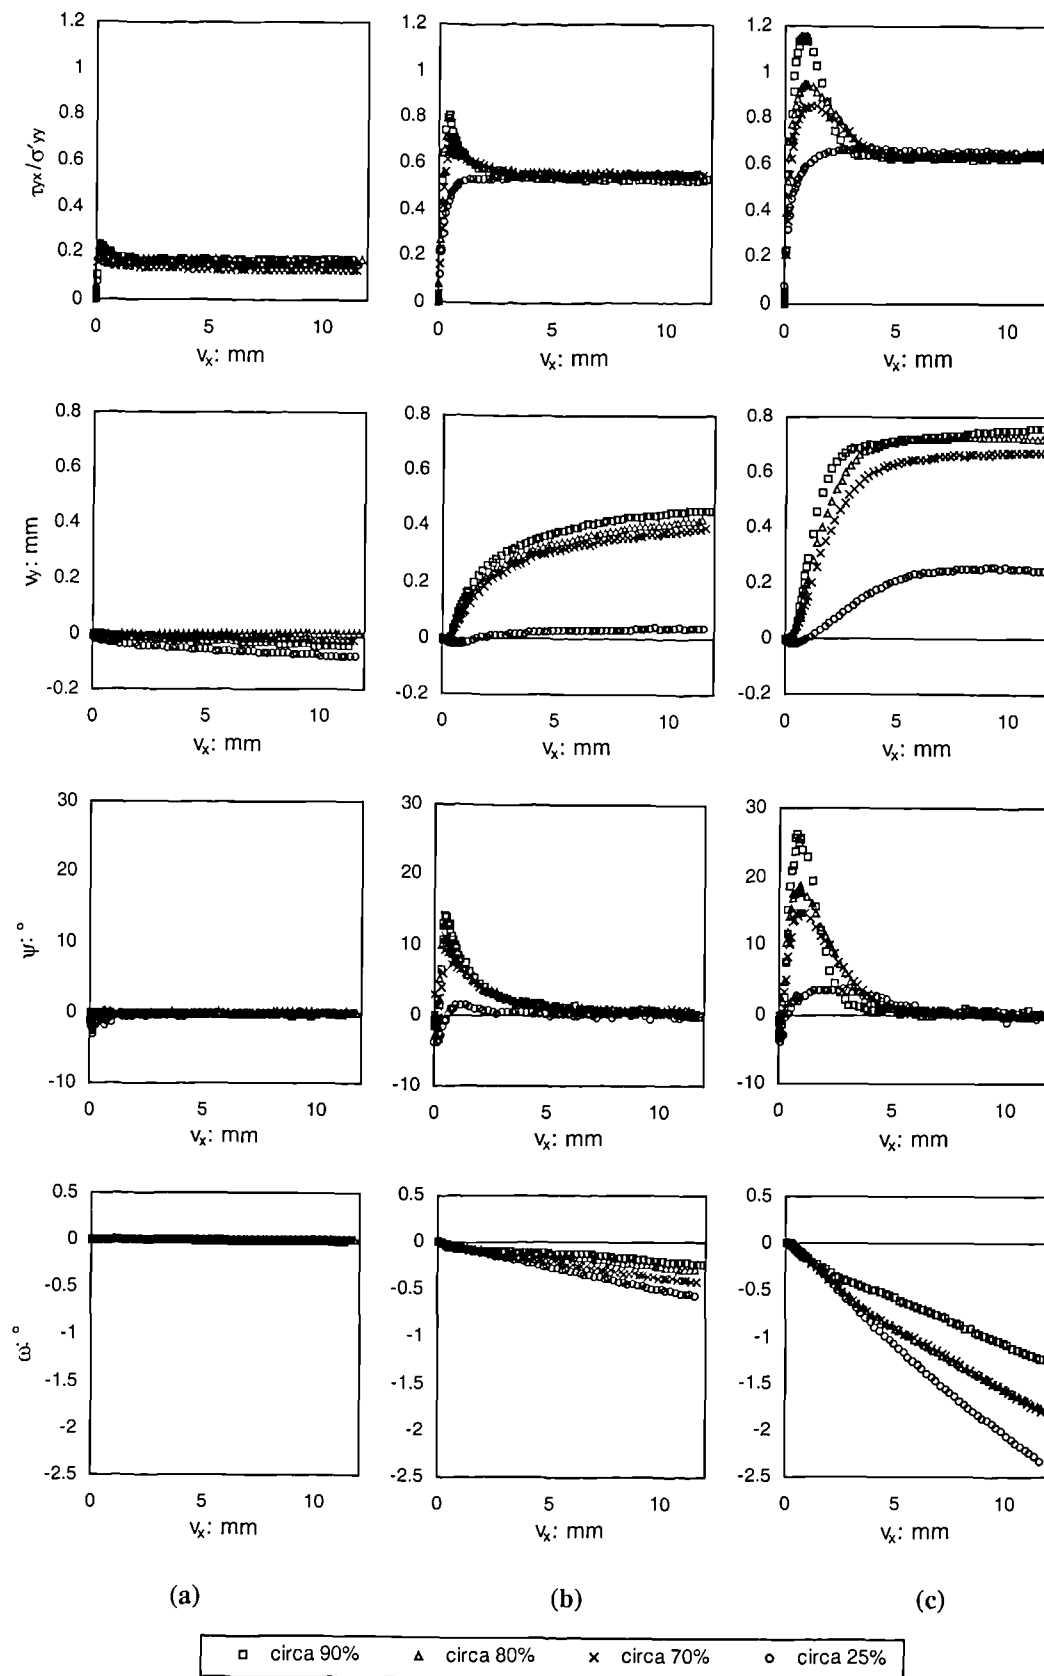 1.2 1.2 1.2
1 1 1
0.8 0.8 0.8
τyx/σ′yy
0.6 0.6 0.6
0.4 0.4 0.4
0.2 0.2 0.2
0 0 0
0 5 10 0 5 10 0 5 10
vx: mm vx: mm vx: mm
0.8 0.8 0.8
0.6 0.6 0.6
0.4 0.4 0.4
vy: mm
0.2 0.2 0.2
0 0 0
-0.2 -0.2 -0.2
0 5 10 0 5 10 0 5 10
vx: mm vx: mm vx: mm
30 30 30
20 20 20
ψ: °
10 10 10
0 0 0
-10 -10 -10
0 5 10 0 5 10 0 5 10
vx: mm vx: mm vx: mm
0.5 0.5 0.5
0 0 0
-0.5 -0.5 -0.5
ω: °
-1 -1 -1
-1.5 -1.5 -1.5
-2 -2 -2
-2.5 -2.5 -2.5
0 5 10 0 5 10 0 5 10
vx: mm vx: mm vx: mm
(a) (b) (c)
circa 90% circa 80% circa 70% circa 25%